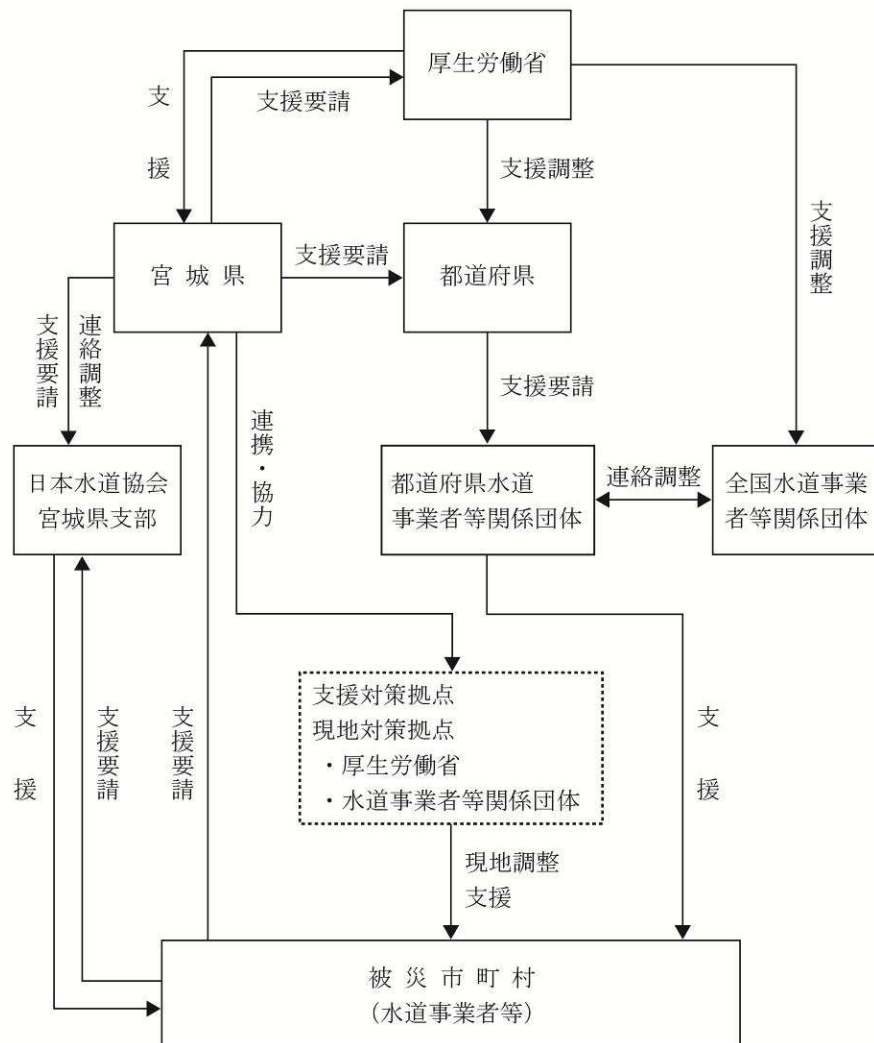 厚生労働省
支援
支援要請
支援調整
支援調整
宮城県
支援要請
都道府県
支援要請
連絡調整
支援要請
連携・協力
日本水道協会
宮城県支部
都道府県水道
事業者等関係団体
連絡調整
全国水道事業
者等関係団体
支援対策拠点
現地対策拠点
・厚生労働省
・水道事業者等関係団体
支援
支援要請
支援要請
支援
現地調整
支援
被災市町村
(水道事業者等)